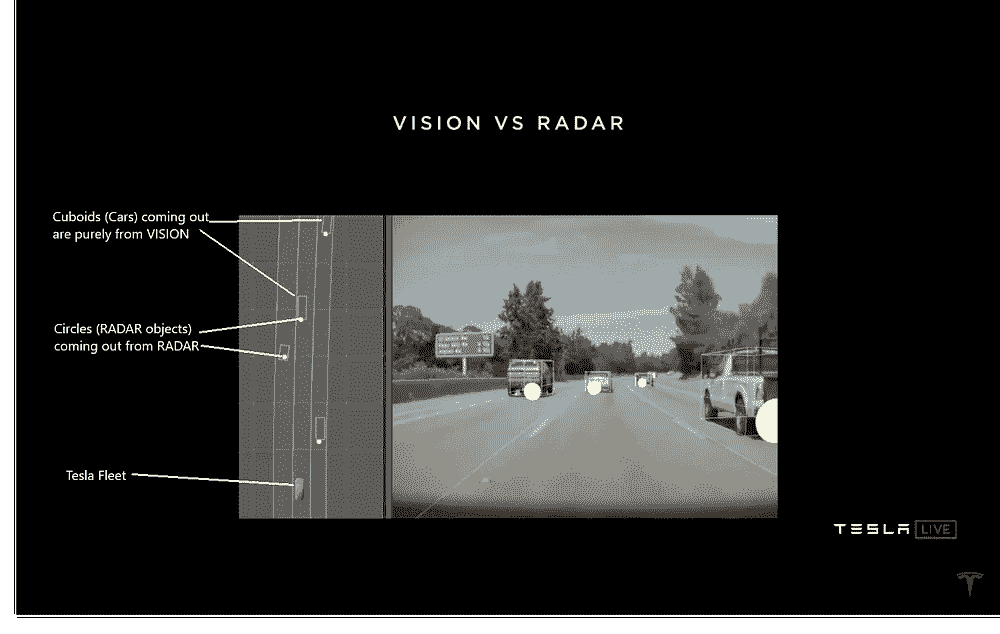 VISION VS RADAR
Cuboids (Cars) coming out
are purely from VISION
Circles (RADAR objects)
coming out from RADAR
Tesla Fleet
TESLA LIVE